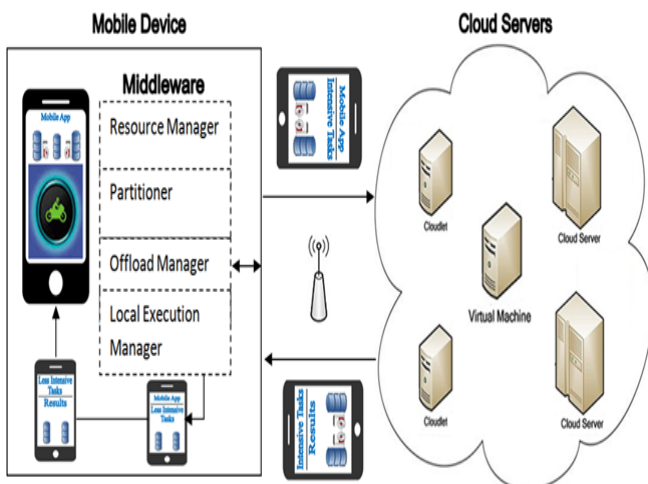 Mobile Device
Cloud Servers
Middleware
Mobile App
Resource Manager
Partitioner
Offload Manager
Local Execution
Manager
Less Intensive
Tasks
Results
Mobile App
Less Intensive
Tasks
Mobile App
Intensive Tasks
Intensive Tasks
Results
Cloudlet
Cloud Server
Virtual Machine
Cloudlet
Cloud Server